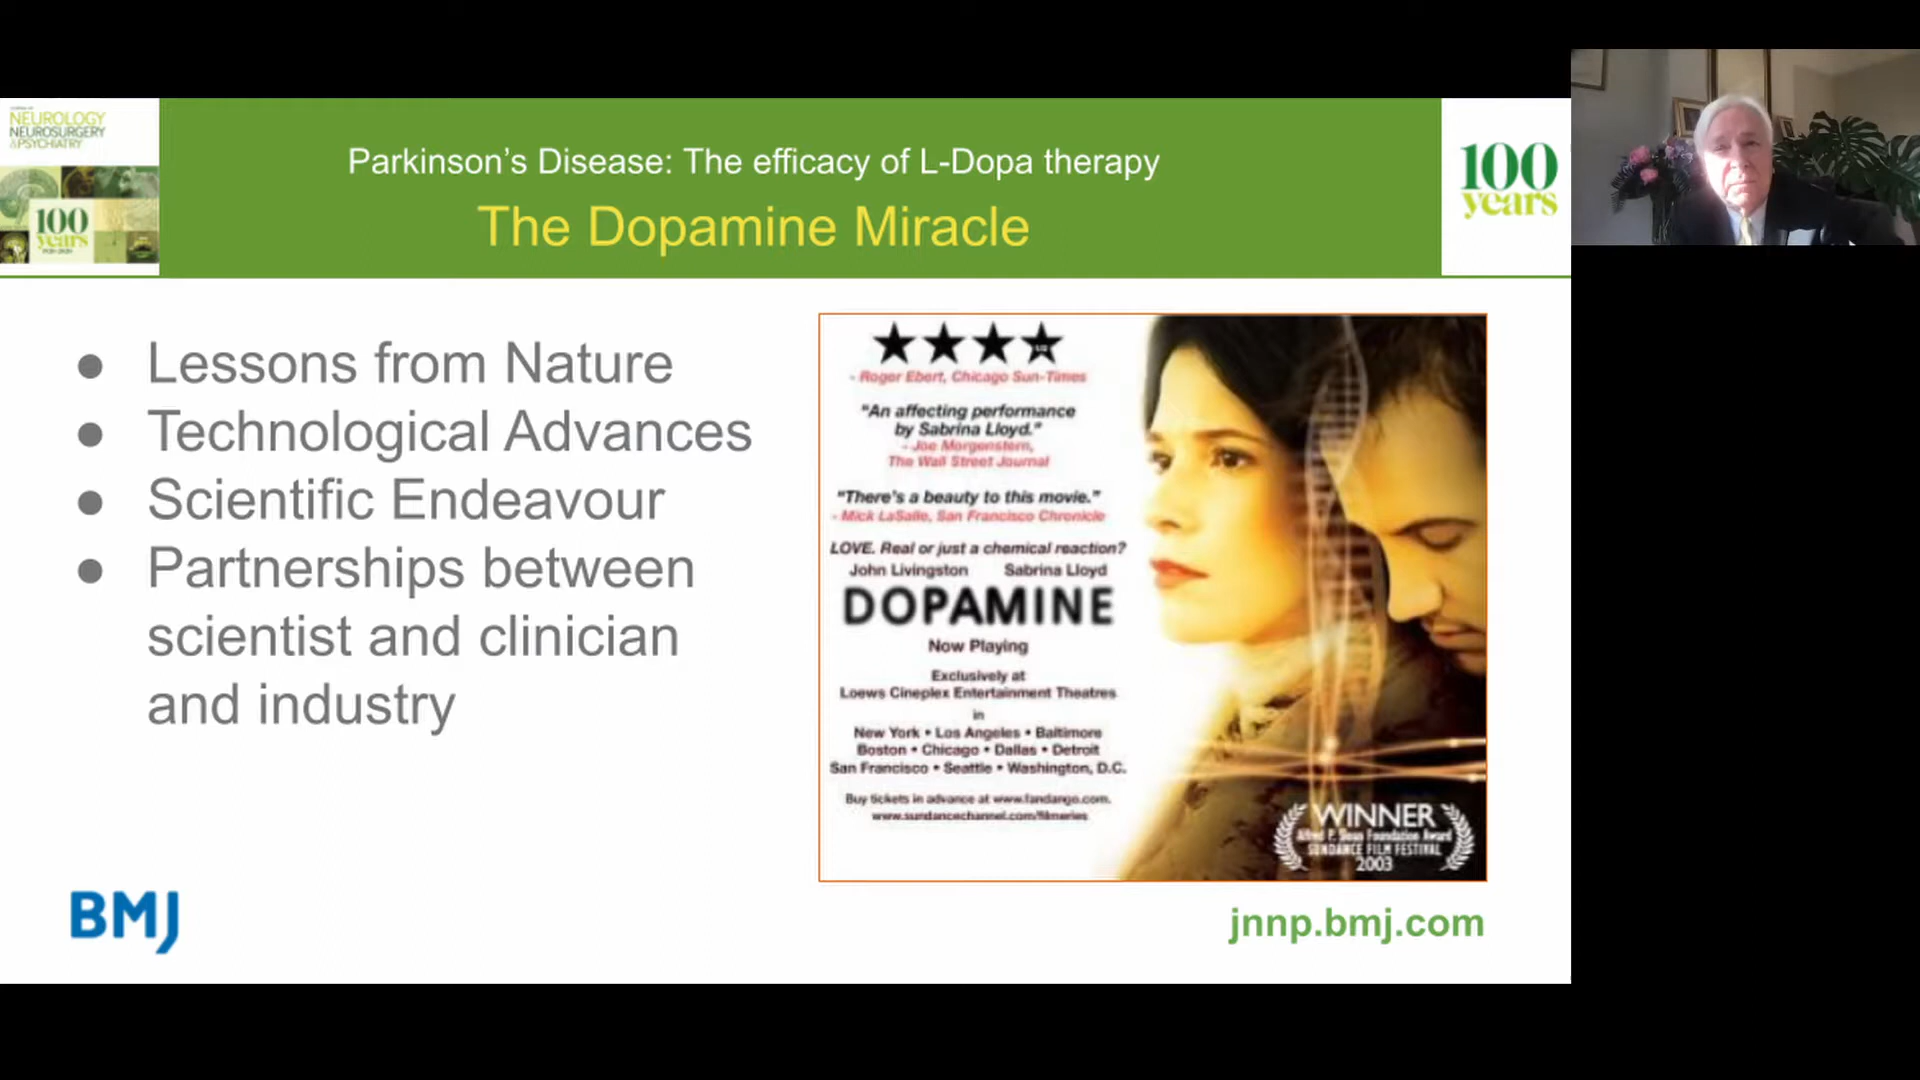 NEUROLOGY
NEUROSURGERY
&PSYCHIATRY
100
years
Parkinson's Disease: The efficacy of L-Dopa therapy
The Dopamine Miracle
100
years
● Lessons from Nature
● Technological Advances
● Scientific Endeavour
● Partnerships between
scientist and clinician
and industry
★★★★ 1/2
- Roger Ebert, Chicago Sun-Times
"An affecting performance
by Sabrina Lloyd."
- Joe Morgenstern,
The Wall Street Journal
"There's a beauty to this movie."
- Mick LaSalle, San Francisco Chronicle
LOVE. Real or just a chemical reaction?
John Livingston Sabrina Lloyd
DOPAMINE
Now Playing
Exclusively at
Loews Cineplex Entertainment Theatres
in
New York • Los Angeles • Baltimore
Boston • Chicago • Dallas • Detroit
San Francisco • Seattle • Washington, D.C.
Buy tickets in advance at www.fandango.com.
www.sundancechannel.com/filmeries
WINNER
Alfred P. Sloan Foundation Award
SUNDANCE FILM FESTIVAL
2003
BMJ
jnnp.bmj.com